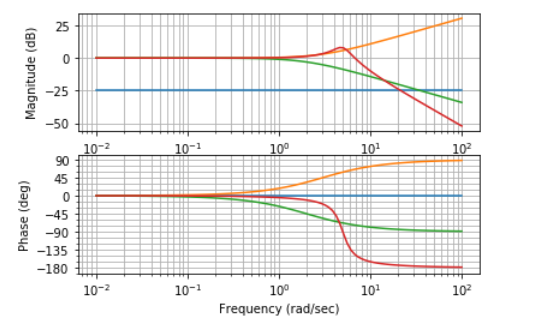 Magnitude (dB)
25
0
−25
−50
10⁻² 10⁻¹ 10⁰ 10¹ 10²
Phase (deg)
90
45
0
−45
−90
−135
−180
10⁻² 10⁻¹ 10⁰ 10¹ 10²
Frequency (rad/sec)